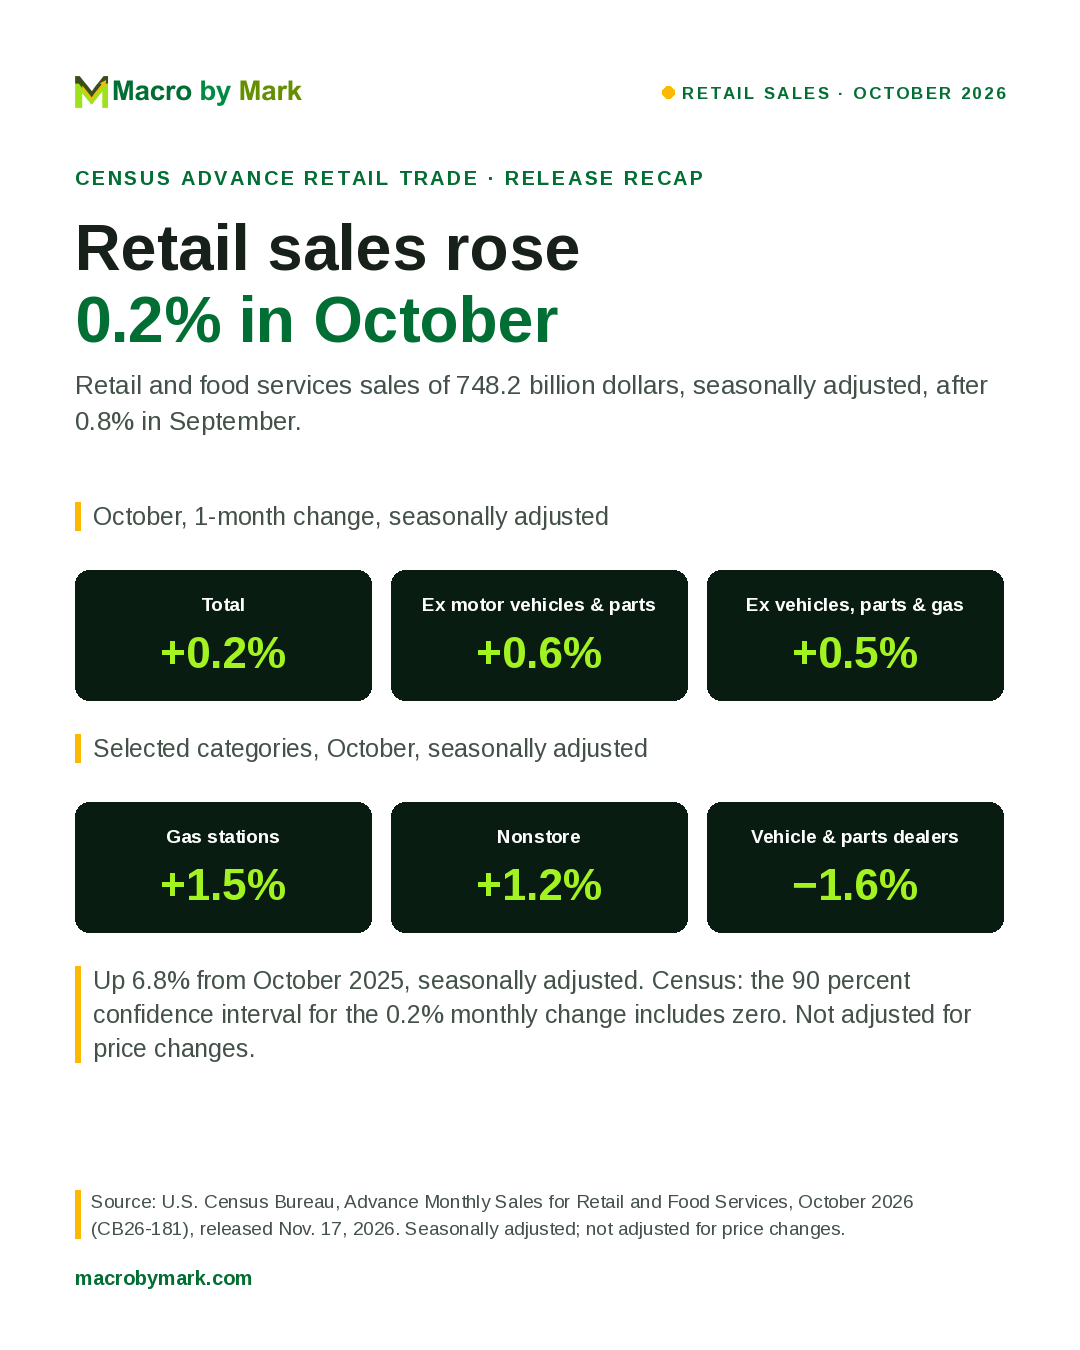 Macro by Mark
RETAIL SALES · OCTOBER 2026
CENSUS ADVANCE RETAIL TRADE · RELEASE RECAP
Retail sales rose
0.2% in October
Retail and food services sales of 748.2 billion dollars, seasonally adjusted, after
0.8% in September.
October, 1-month change, seasonally adjusted
Total
+0.2%
Ex motor vehicles & parts
+0.6%
Ex vehicles, parts & gas
+0.5%
Selected categories, October, seasonally adjusted
Gas stations
+1.5%
Nonstore
+1.2%
Vehicle & parts dealers
−1.6%
Up 6.8% from October 2025, seasonally adjusted. Census: the 90 percent
confidence interval for the 0.2% monthly change includes zero. Not adjusted for
price changes.
Source: U.S. Census Bureau, Advance Monthly Sales for Retail and Food Services, October 2026
(CB26-181), released Nov. 17, 2026. Seasonally adjusted; not adjusted for price changes.
macrobymark.com